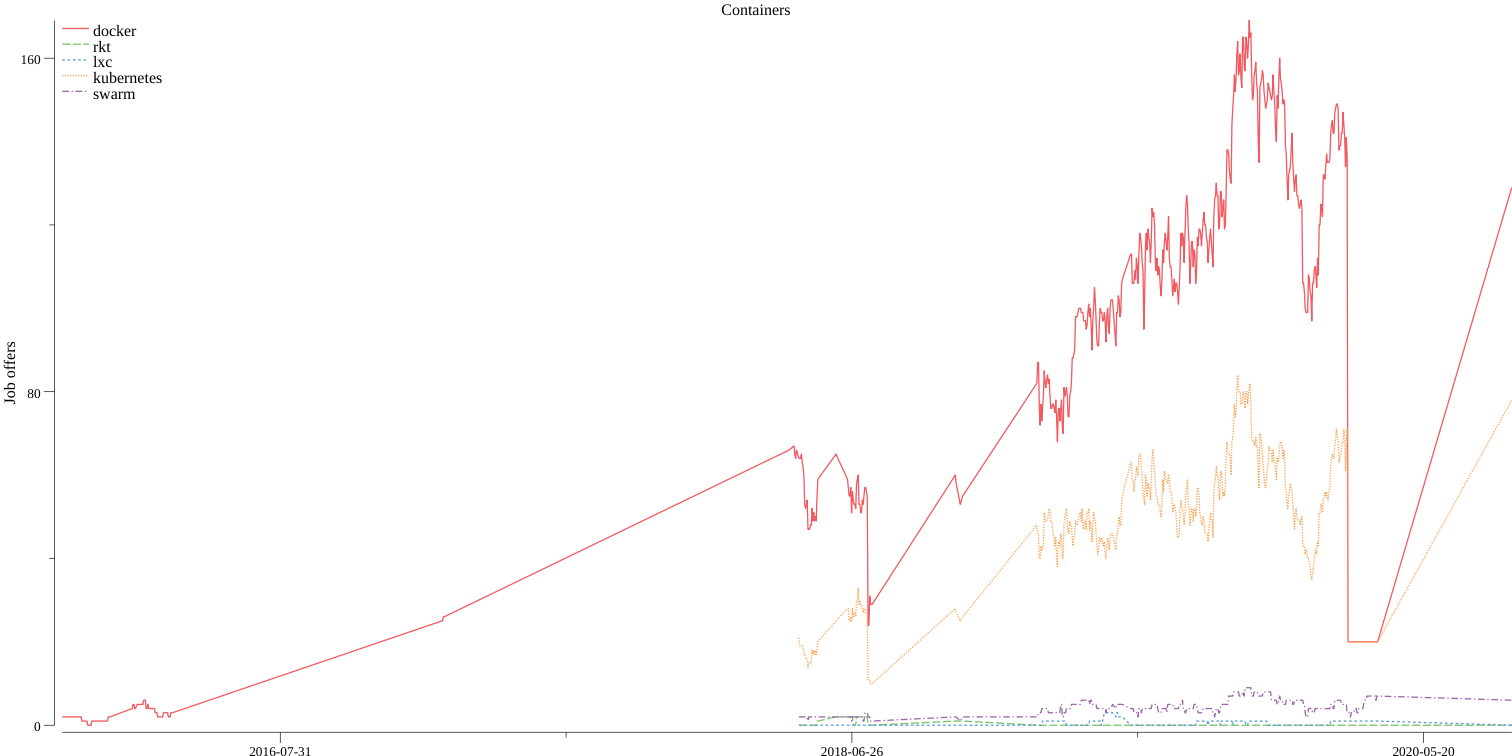 Containers
docker
rkt
lxc
kubernetes
swarm
160
80
0
Job offers
2016-07-31
2018-06-26
2020-05-20